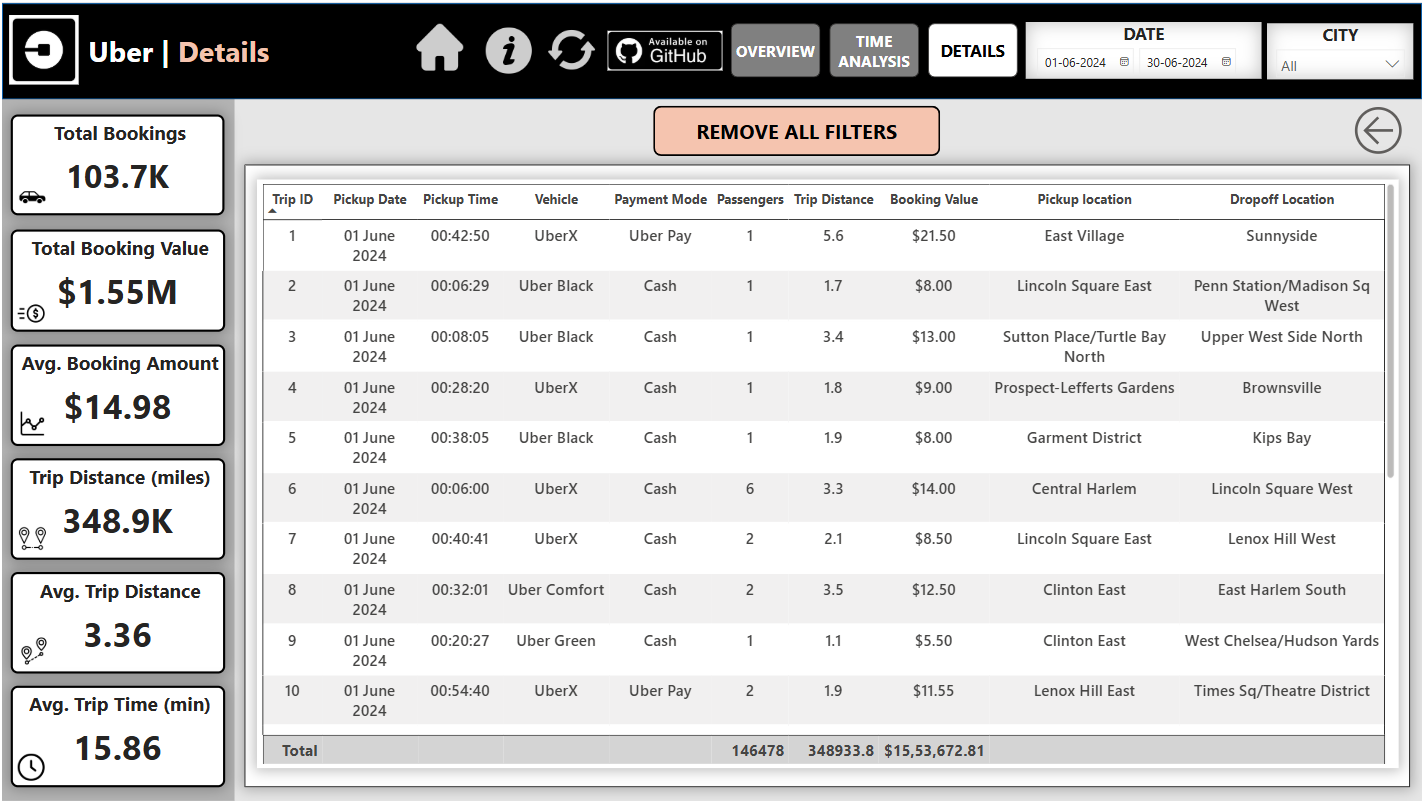 Uber | Details
Available on
GitHub
OVERVIEW
TIME
ANALYSIS
DETAILS
DATE
01-06-2024 30-06-2024
CITY
All
Total Bookings
103.7K
Total Booking Value
$1.55M
Avg. Booking Amount
$14.98
Trip Distance (miles)
348.9K
Avg. Trip Distance
3.36
Avg. Trip Time (min)
15.86
REMOVE ALL FILTERS
Trip ID Pickup Date Pickup Time Vehicle Payment Mode Passengers Trip Distance Booking Value Pickup location Dropoff Location
1 01 June 00:42:50 UberX Uber Pay 1 5.6 $21.50 East Village Sunnyside
2024
2 01 June 00:06:29 Uber Black Cash 1 1.7 $8.00 Lincoln Square East Penn Station/Madison Sq
2024 West
3 01 June 00:08:05 Uber Black Cash 1 3.4 $13.00 Sutton Place/Turtle Bay Upper West Side North
2024 North
4 01 June 00:28:20 UberX Cash 1 1.8 $9.00 Prospect-Lefferts Gardens Brownsville
2024
5 01 June 00:38:05 Uber Black Cash 1 1.9 $8.00 Garment District Kips Bay
2024
6 01 June 00:06:00 UberX Cash 6 3.3 $14.00 Central Harlem Lincoln Square West
2024
7 01 June 00:40:41 UberX Cash 2 2.1 $8.50 Lincoln Square East Lenox Hill West
2024
8 01 June 00:32:01 Uber Comfort Cash 2 3.5 $12.50 Clinton East East Harlem South
2024
9 01 June 00:20:27 Uber Green Cash 1 1.1 $5.50 Clinton East West Chelsea/Hudson Yards
2024
10 01 June 00:54:40 UberX Uber Pay 2 1.9 $11.55 Lenox Hill East Times Sq/Theatre District
2024
Total 146478 348933.8 $15,53,672.81